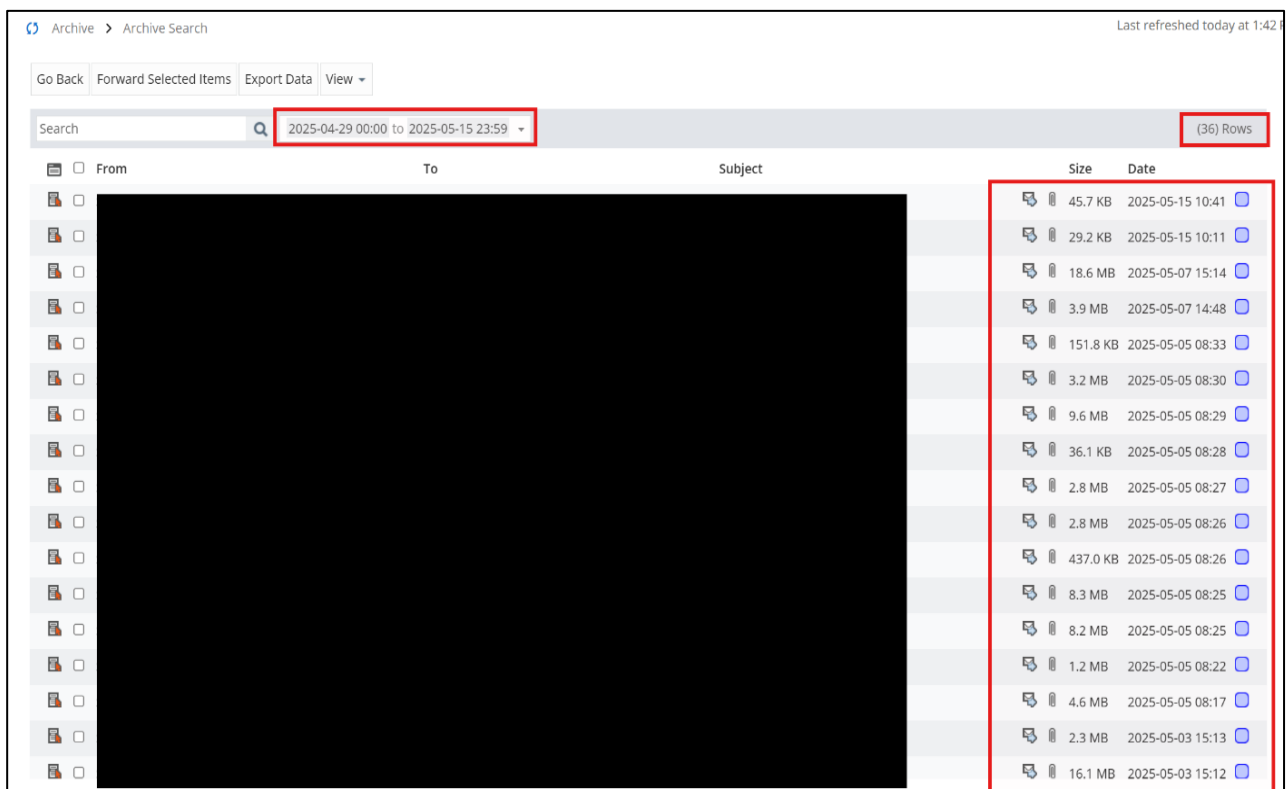 Archive > Archive Search
Last refreshed today at 1:42
Go Back Forward Selected Items Export Data View
Search 2025-04-29 00:00 to 2025-05-15 23:59 (36) Rows
From To Subject Size Date
45.7 KB 2025-05-15 10:41
29.2 KB 2025-05-15 10:11
18.6 MB 2025-05-07 15:14
3.9 MB 2025-05-07 14:48
151.8 KB 2025-05-05 08:33
3.2 MB 2025-05-05 08:30
9.6 MB 2025-05-05 08:29
36.1 KB 2025-05-05 08:28
2.8 MB 2025-05-05 08:27
2.8 MB 2025-05-05 08:26
437.0 KB 2025-05-05 08:26
8.3 MB 2025-05-05 08:25
8.2 MB 2025-05-05 08:25
1.2 MB 2025-05-05 08:22
4.6 MB 2025-05-05 08:17
2.3 MB 2025-05-03 15:13
16.1 MB 2025-05-03 15:12